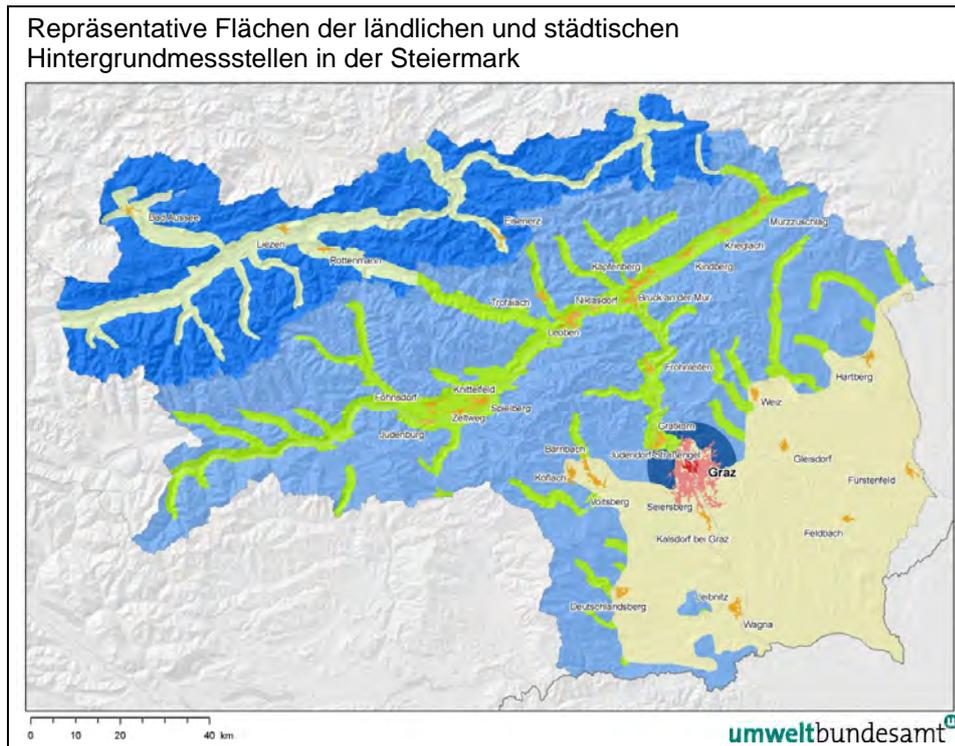 Repräsentative Flächen der ländlichen und städtischen
Hintergrundmessstellen in der Steiermark
Bad Aussee
Liezen
Eisenerz
Rottenmann
Mürzzuschlag
Krieglach
Kapfenberg
Kindberg
Trofaiach
Niklasdorf
Bruck an der Mur
Leoben
Frohnleiten
Hartberg
Fohnsdorf
Knittelfeld
Spielberg
Zeltweg
Judenburg
Weiz
Gratkorn
Bärnbach
Judendorf-Straßengel
Gleisdorf
Köflach
Graz
Fürstenfeld
Voitsberg
Seiersberg
Feldbach
Kalsdorf bei Graz
Deutschlandsberg
Leibnitz
Wagna
0 10 20 40 km
umweltbundesamt